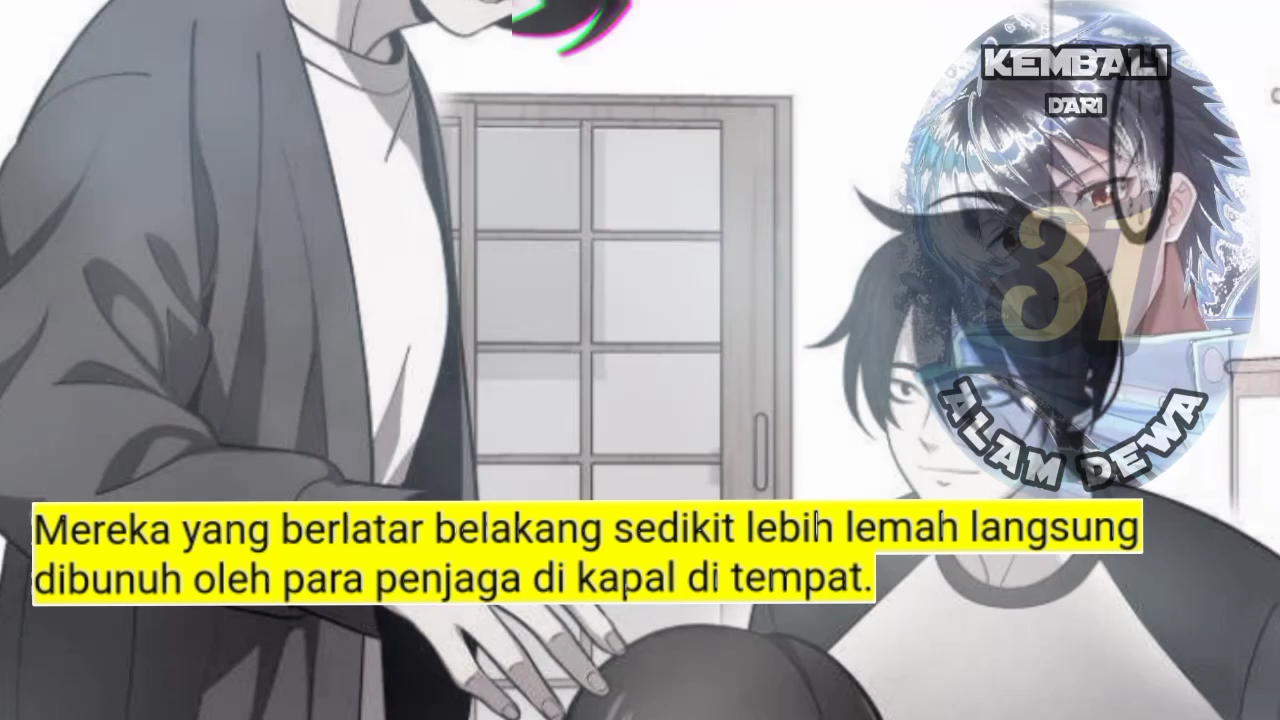 KEMBALI
DARI
31
ALAM DEWA
Mereka yang berlatar belakang sedikit lebih lemah langsung
dibunuh oleh para penjaga di kapal di tempat.